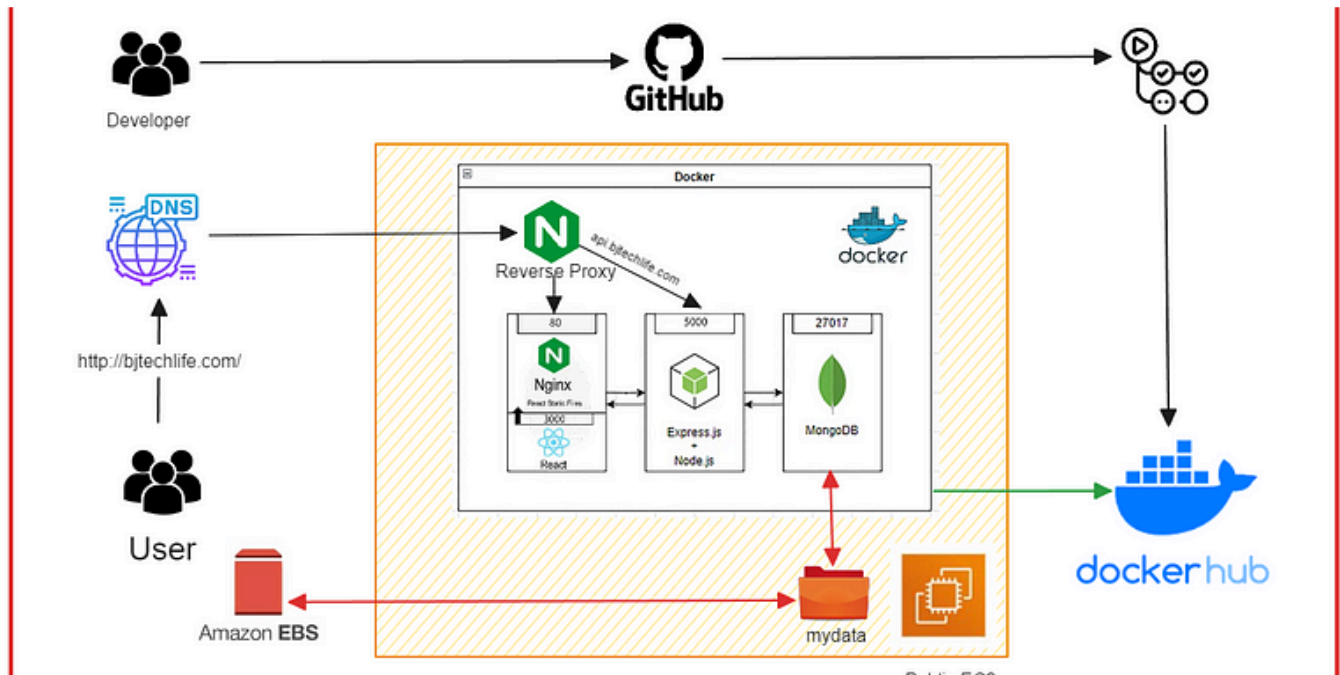 Developer
GitHub
DNS
http://bjtechlife.com/
User
Amazon EBS
Docker
docker
Reverse Proxy
api.bjtechlife.com
80
Nginx
React Static Files
3000
React
5000
Express.js
+
Node.js
27017
MongoDB
mydata
dockerhub